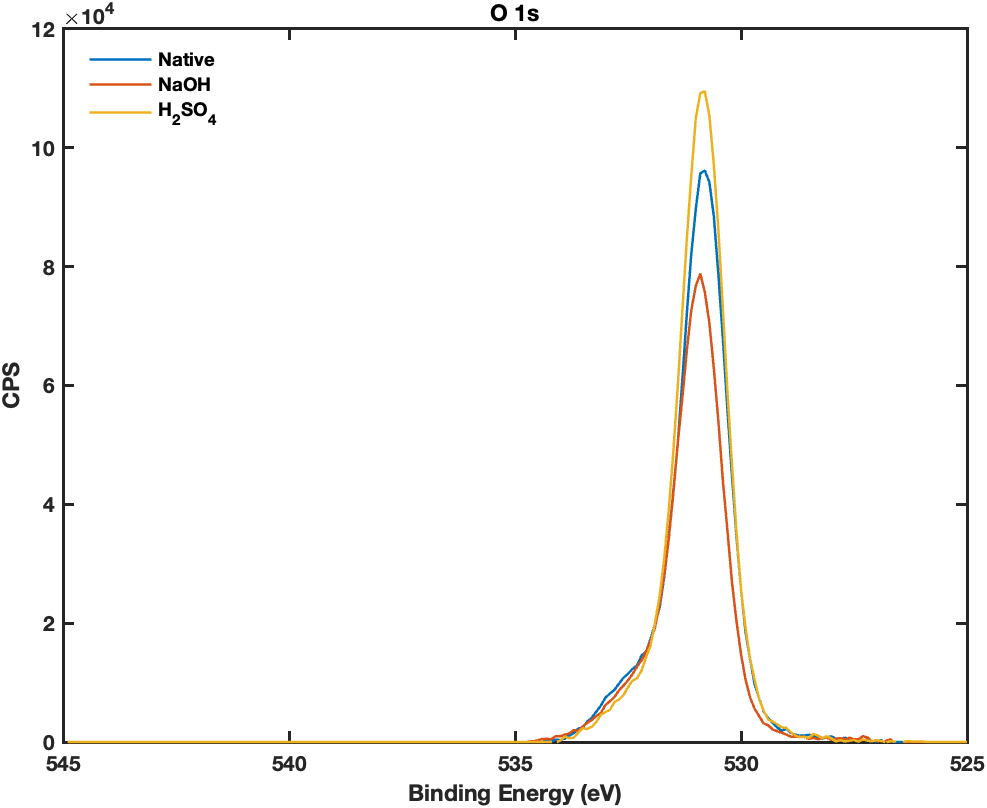 O 1s
×10⁴
12
10
8
6
4
2
0
CPS
Native
NaOH
H₂SO₄
545 540 535 530 525
Binding Energy (eV)